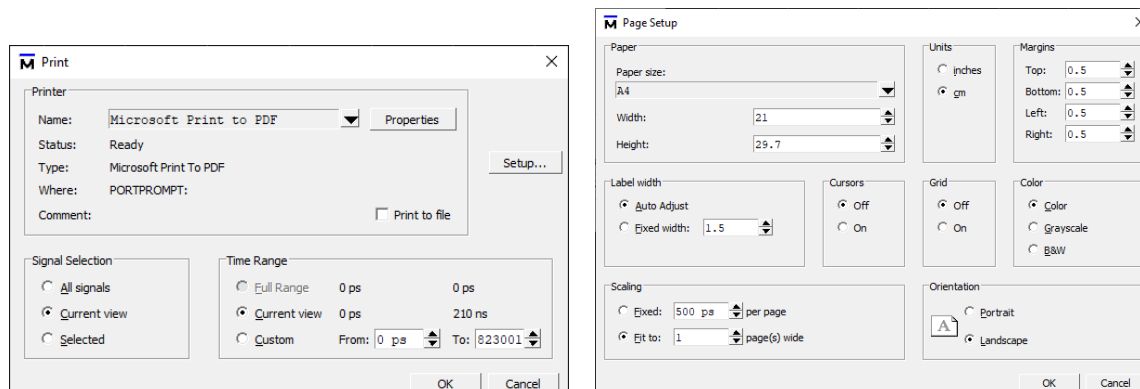 Print
Printer
Name: Microsoft Print to PDF Properties
Status: Ready
Type: Microsoft Print To PDF
Where: PORTPROMPT:
Comment: Print to file
Setup...
Signal Selection
All signals
Current view
Selected
Time Range
Full Range 0 ps 0 ps
Current view 0 ps 210 ns
Custom From: 0 ps To: 823001
OK Cancel
Page Setup
Paper
Paper size:
A4
Width: 21
Height: 29.7
Units
inches
cm
Margins
Top: 0.5
Bottom: 0.5
Left: 0.5
Right: 0.5
Label width
Auto Adjust
Fixed width: 1.5
Cursors
Off
On
Grid
Off
On
Color
Color
Grayscale
B&W
Scaling
Fixed: 500 ps per page
Fit to: 1 page(s) wide
Orientation
A
Portrait
Landscape
OK Cancel